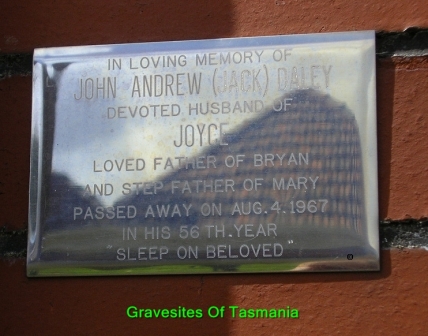 IN LOVING MEMORY OF
JOHN ANDREW (JACK) DALEY
DEVOTED HUSBAND OF
JOYCE
LOVED FATHER OF BRYAN
AND STEP FATHER OF MARY
PASSED AWAY ON AUG. 4. 1967
IN HIS 56 TH. YEAR
SLEEP ON BELOVED"
Gravesites Of Tasmania